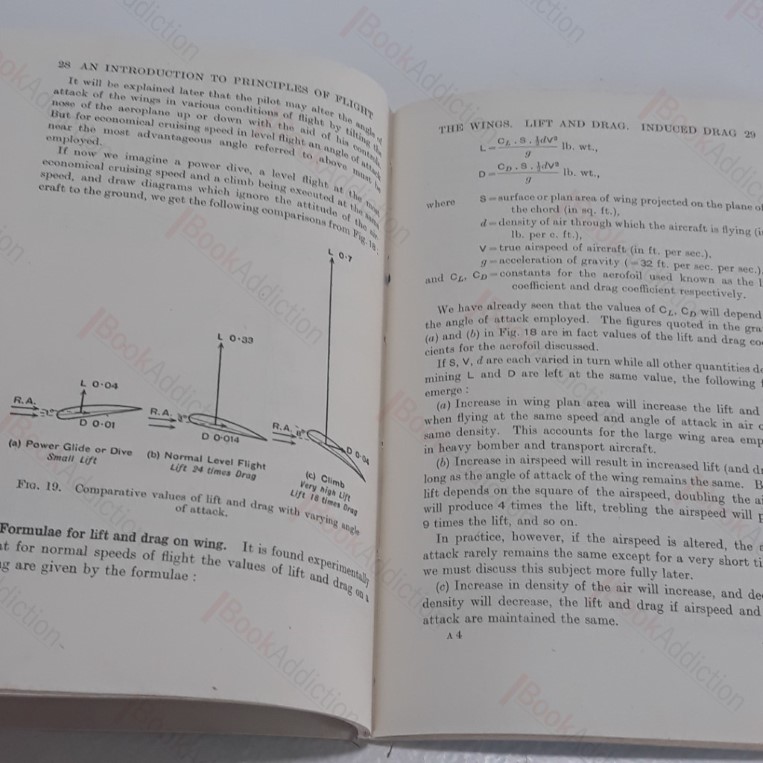 28 AN INTRODUCTION TO PRINCIPLES OF FLIGHT
It will be explained later that the pilot may alter the angle of
attack of the wings in various conditions of flight by tilting the
nose of the aeroplane up or down with the aid of his controls.
But for economical cruising speed in level flight an angle of attack
near the most advantageous angle referred to above must be
employed.
If now we imagine a power dive, a level flight at the most
economical cruising speed and a climb being executed at the same
speed, and draw diagrams which ignore the attitude of the air
craft to the ground, we get the following comparisons from Fig. 18:
L 0·7
L 0·33
L 0·04
R.A.
D 0·01
R.A.
3°
D 0·014
R.A.
8°
D 0·04
(a) Power Glide or Dive
Small Lift
(b) Normal Level Flight
Lift 24 times Drag
(c) Climb
Very high Lift
Lift 18 times Drag
FIG. 19. Comparative values of lift and drag with varying angle
of attack.
Formulae for lift and drag on wing. It is found experimentally
at for normal speeds of flight the values of lift and drag on a
g are given by the formulae :
THE WINGS. LIFT AND DRAG. INDUCED DRAG 29
L = C_L . S . ½dV² / g lb. wt.,
D = C_D . S . ½dV² / g lb. wt.,
where S = surface or plan area of wing projected on the plane of
the chord (in sq. ft.),
d = density of air through which the aircraft is flying (i
lb. per c. ft.),
V = true airspeed of aircraft (in ft. per sec.),
g = acceleration of gravity ( = 32 ft. per sec. per sec.)
and C_L, C_D = constants for the aerofoil used known as the l
coefficient and drag coefficient respectively.
We have already seen that the values of C_L, C_D will depend
the angle of attack employed. The figures quoted in the gra
(a) and (b) in Fig. 18 are in fact values of the lift and drag co
cients for the aerofoil discussed.
If S, V, d are each varied in turn while all other quantities de
mining L and D are left at the same value, the following
emerge :
(a) Increase in wing plan area will increase the lift and
when flying at the same speed and angle of attack in air o
same density. This accounts for the large wing area emp
in heavy bomber and transport aircraft.
(b) Increase in airspeed will result in increased lift (and d
long as the angle of attack of the wing remains the same. B
lift depends on the square of the airspeed, doubling the ai
will produce 4 times the lift, trebling the airspeed will p
9 times the lift, and so on.
In practice, however, if the airspeed is altered, the
attack rarely remains the same except for a very short ti
we must discuss this subject more fully later.
(c) Increase in density of the air will increase, and de
density will decrease, the lift and drag if airspeed and
attack are maintained the same.
A 4
BookAddiction